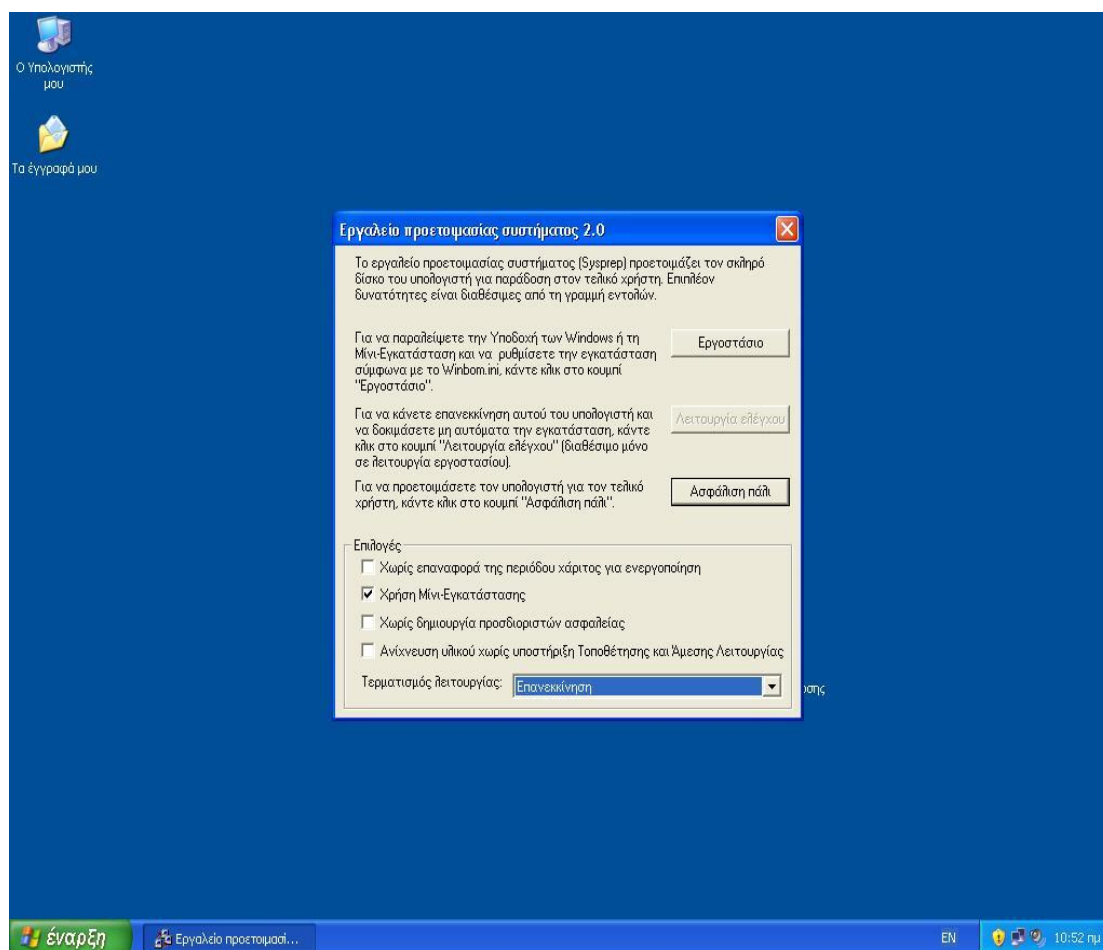 Ο Υπολογιστής
μου
Τα έγγραφά μου
Εργαλείο προετοιμασίας συστήματος 2.0
Το εργαλείο προετοιμασίας συστήματος (Sysprep) προετοιμάζει τον σκληρό
δίσκο του υπολογιστή για παράδοση στον τελικό χρήστη. Επιπλέον
δυνατότητες είναι διαθέσιμες από τη γραμμή εντολών.
Για να παραλείψετε την Υποδοχή των Windows ή τη
Μίνι-Εγκατάσταση και να ρυθμίσετε την εγκατάσταση
σύμφωνα με το Winbom.ini, κάντε κλικ στο κουμπί
"Εργοστάσιο".
Εργοστάσιο
Για να κάνετε επανεκκίνηση αυτού του υπολογιστή και
να δοκιμάσετε μη αυτόματα την εγκατάσταση, κάντε
κλικ στο κουμπί "Λειτουργία ελέγχου" (διαθέσιμο μόνο
σε λειτουργία εργοστασίου).
Λειτουργία ελέγχου
Για να προετοιμάσετε τον υπολογιστή για τον τελικό
χρήστη, κάντε κλικ στο κουμπί "Ασφάλιση πάλι".
Ασφάλιση πάλι
Επιλογές
Χωρίς επαναφορά της περιόδου χάριτος για ενεργοποίηση
Χρήση Μίνι-Εγκατάστασης
Χωρίς δημιουργία προσδιοριστών ασφαλείας
Ανίχνευση υλικού χωρίς υποστήριξη Τοποθέτησης και Άμεσης Λειτουργίας
Τερματισμός λειτουργίας:
Επανεκκίνηση
έναρξη
Εργαλείο προετοιμασί...
EN
10:52 πμ